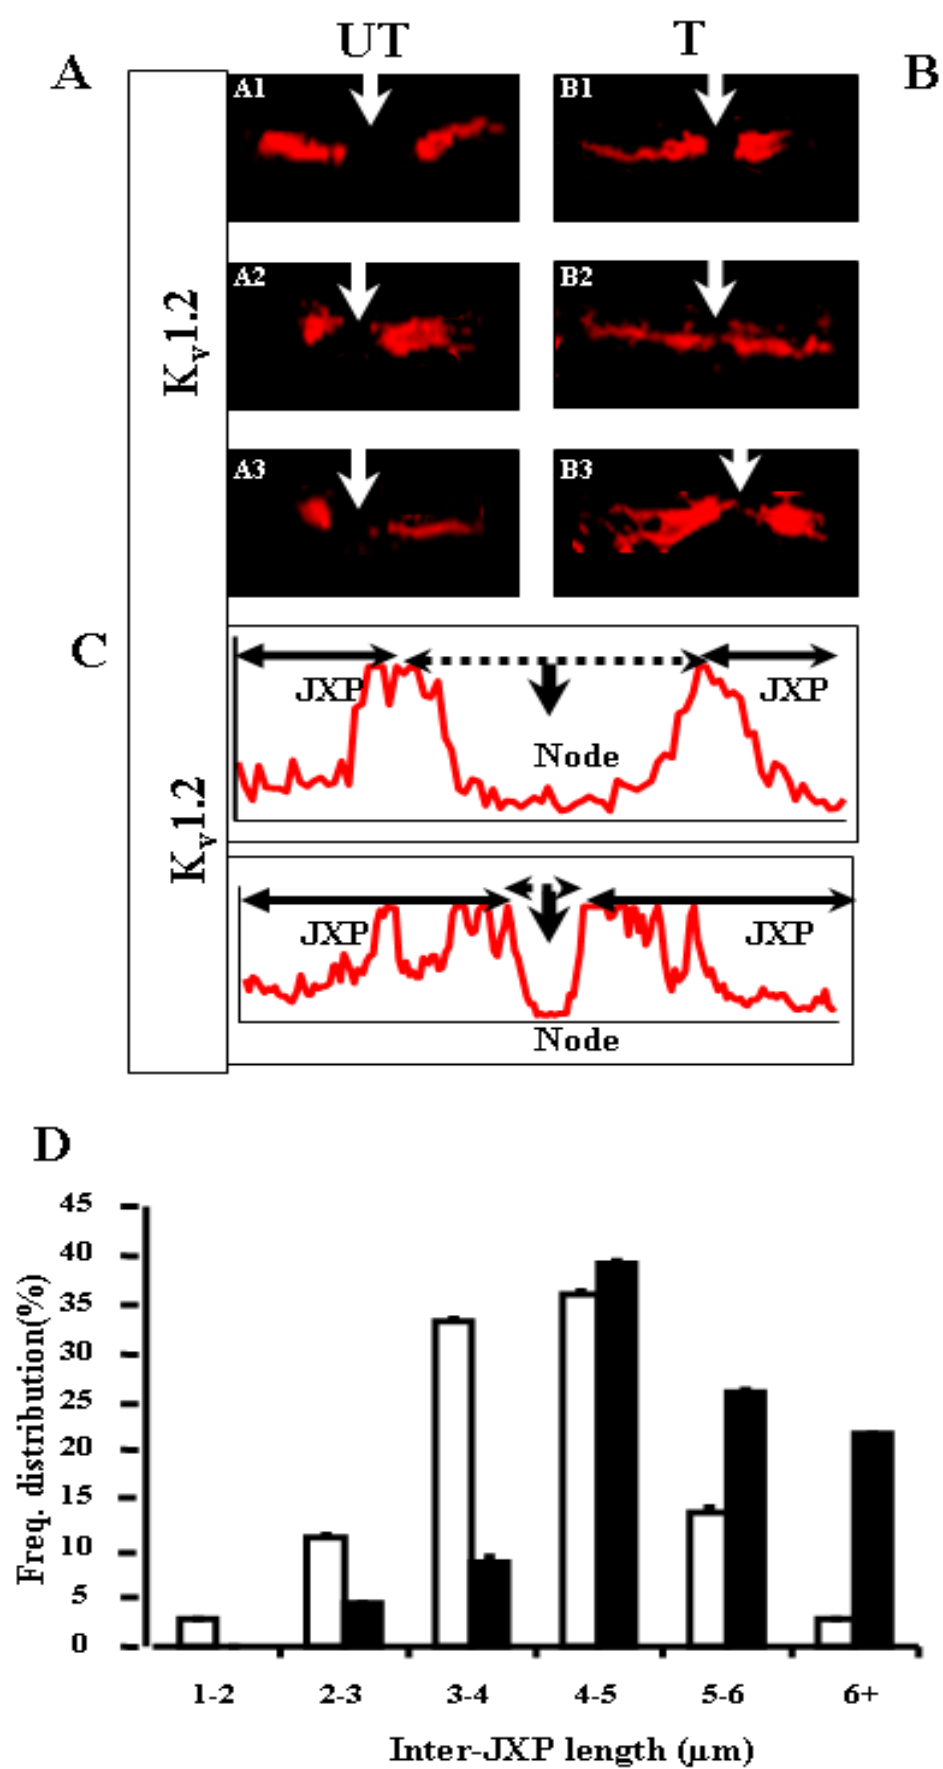 UT T
A B
A1 B1
A2 B2
Kv1.2
A3 B3
C
JXP JXP
Node
Kv1.2
JXP JXP
Node
D
45
40
35
30
25
20
15
10
5
0
Freq. distribution(%)
1-2 2-3 3-4 4-5 5-6 6+
Inter-JXP length (µm)